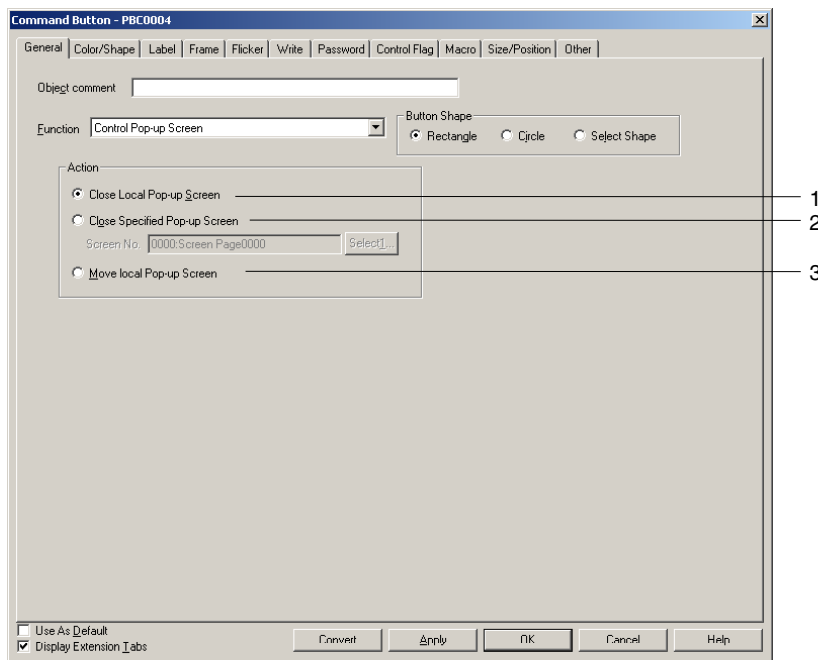 Command Button - PBC0004
General Color/Shape Label Frame Flicker Write Password Control Flag Macro Size/Position Other
Object comment
Function Control Pop-up Screen
Button Shape
Rectangle Circle Select Shape
Action
Close Local Pop-up Screen 1
Close Specified Pop-up Screen 2
Screen No. 0000:Screen Page0000 Select1...
Move local Pop-up Screen 3
Use As Default
Display Extension Tabs
Convert Apply OK Cancel Help